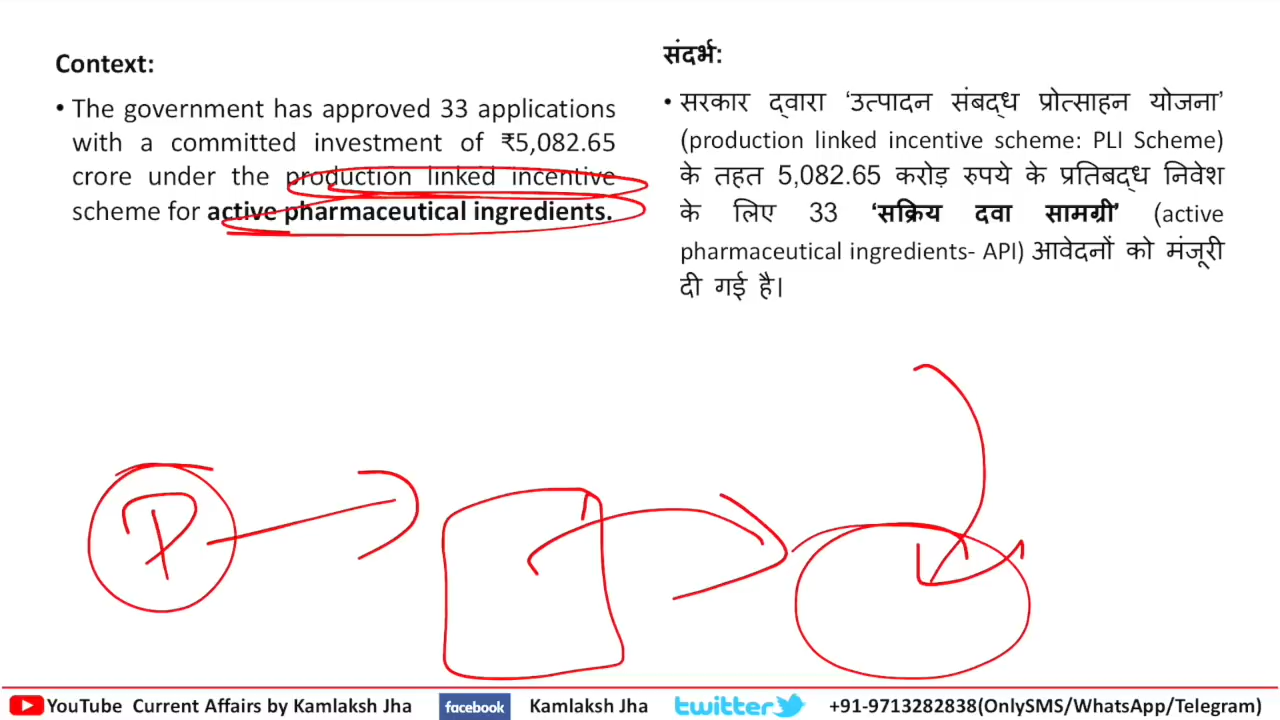 Context:
• The government has approved 33 applications
with a committed investment of ₹5,082.65
crore under the production linked incentive
scheme for active pharmaceutical ingredients.
संदर्भ:
• सरकार द्वारा ‘उत्पादन संबद्ध प्रोत्साहन योजना’
(production linked incentive scheme: PLI Scheme)
के तहत 5,082.65 करोड़ रुपये के प्रतिबद्ध निवेश
के लिए 33 ‘सक्रिय दवा सामग्री’ (active
pharmaceutical ingredients- API) आवेदनों को मंजूरी
दी गई है।
P
YouTube Current Affairs by Kamlaksh Jha facebook Kamlaksh Jha twitter +91-9713282838(OnlySMS/WhatsApp/Telegram)